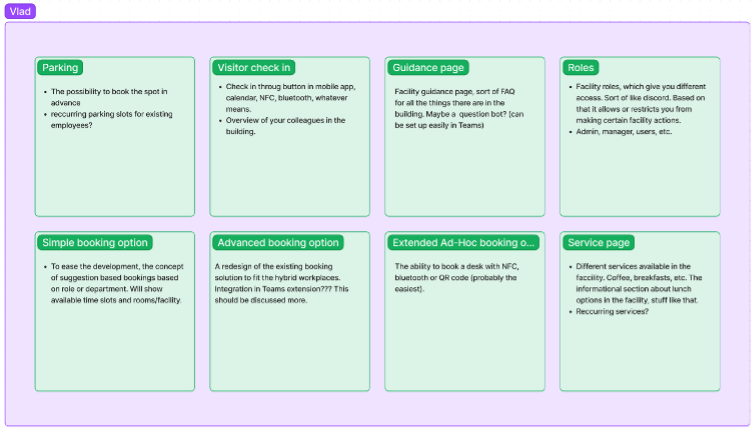 Vlad
Parking
• The possibility to book the spot in
advance
• reccurring parking slots for existing
employees?
Visitor check in
• Check in throug button in mobile app,
calendar, NFC, bluetooth, whatever
means.
• Overview of your colleagues in the
building.
Guidance page
Facility guidance page, sort of FAQ
for all the things there are in the
building. Maybe a question bot? (can
be set up easily in Teams)
Roles
• Facility roles, which give you different
access. Sort of like discord. Based on
that it allows or restricts you from
making certain facility actions.
• Admin, manager, users, etc.
Simple booking option
• To ease the development, the concept
of suggestion based bookings based
on role or department. Will show
available time slots and rooms/facility.
Advanced booking option
A redesign of the existing booking
solution to fit the hybrid workplaces.
Integration in Teams extension??? This
should be discussed more.
Extended Ad-Hoc booking o...
The ability to book a desk with NFC,
bluetooth or QR code (probably the
easiest).
Service page
• Different services available in the
faccility. Coffee, breakfasts, etc. The
informational section about lunch
options in the facility, stuff like that.
• Reccurring services?